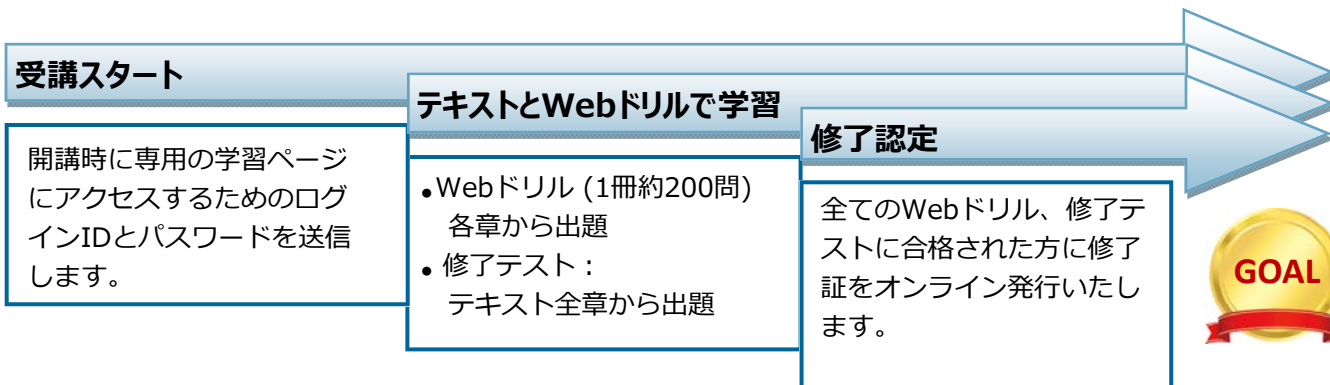 受講スタート
開講時に専用の学習ページ
にアクセスするためのログ
インIDとパスワードを送信
します。
テキストとWebドリルで学習
•Webドリル (1冊約200問)
各章から出題
• 修了テスト：
テキスト全章から出題
修了認定
全てのWebドリル、修了テ
ストに合格された方に修了
証をオンライン発行いたし
ます。
GOAL